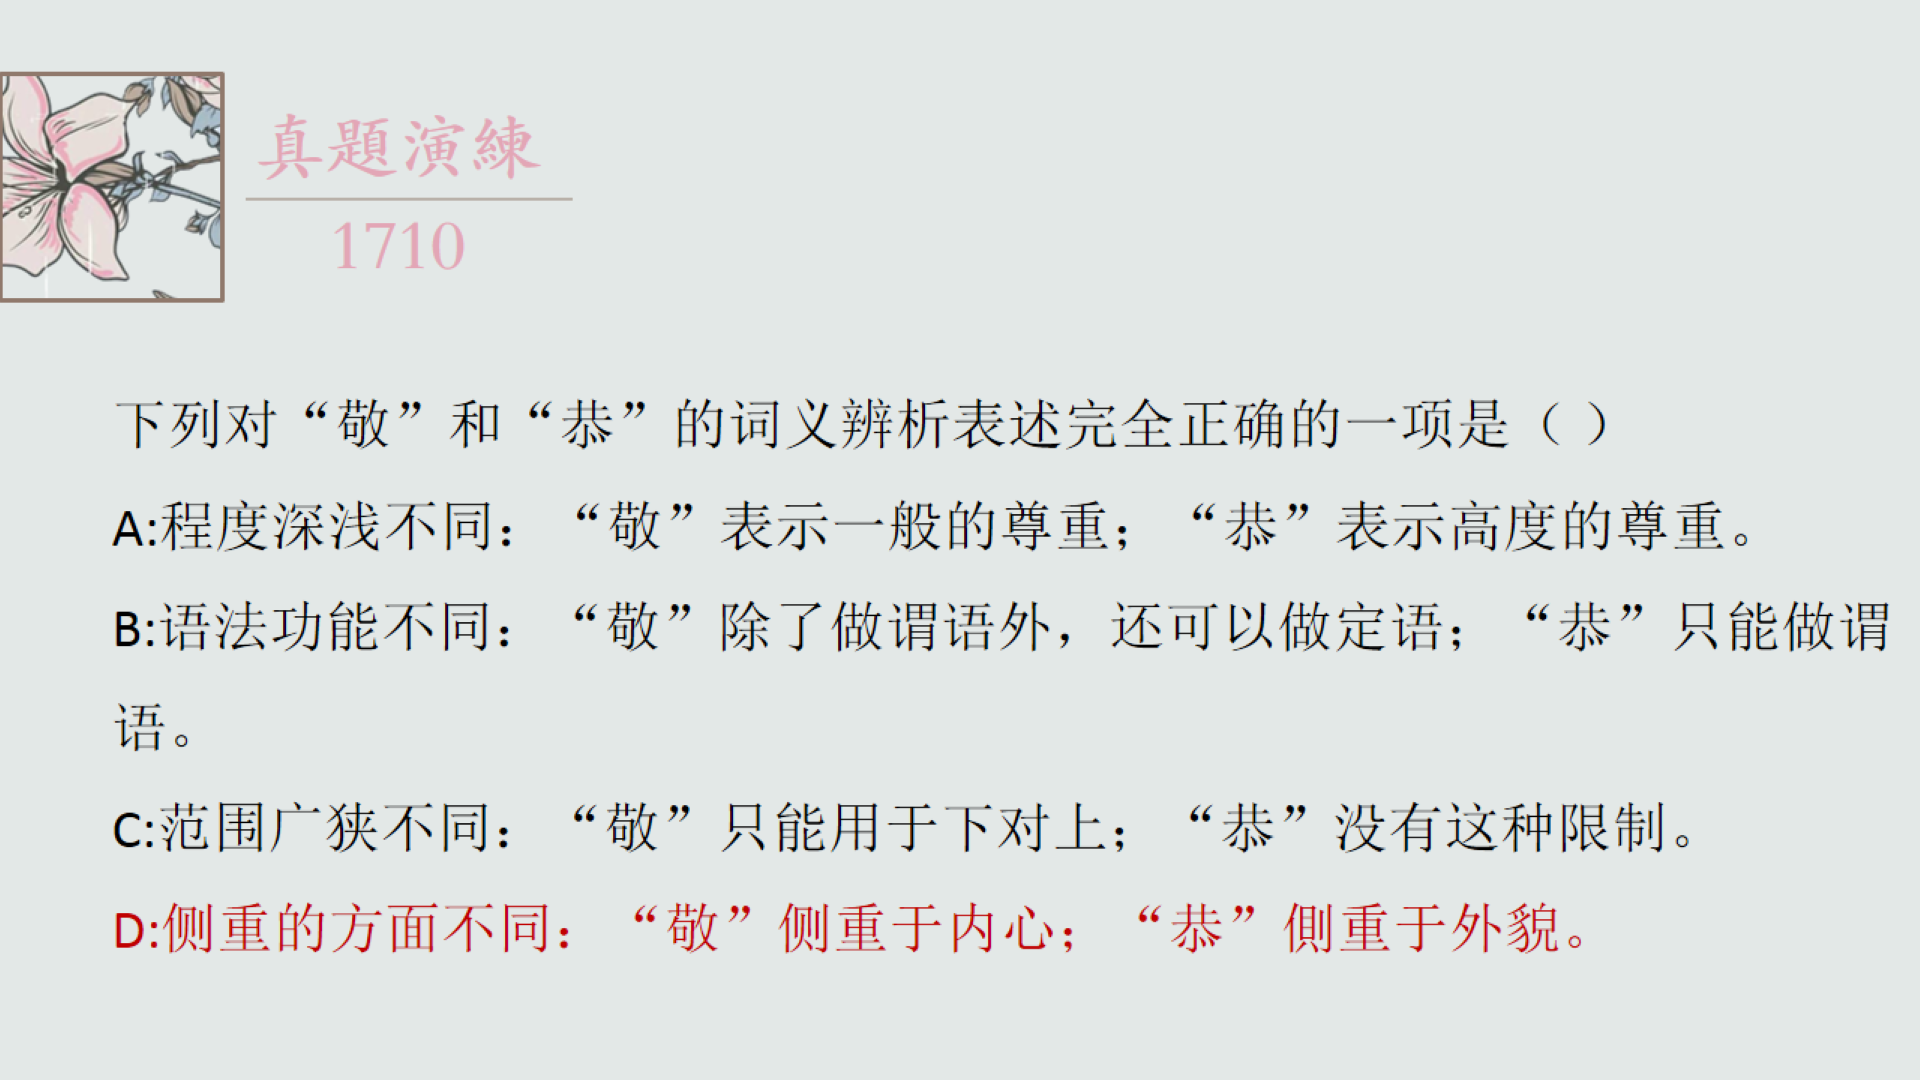 真題演練
1710
下列对“敬”和“恭”的词义辨析表述完全正确的一项是（ ）
A:程度深浅不同：“敬”表示一般的尊重；“恭”表示高度的尊重。
B:语法功能不同：“敬”除了做谓语外，还可以做定语；“恭”只能做谓
语。
C:范围广狭不同：“敬”只能用于下对上；“恭”没有这种限制。
D:侧重的方面不同：“敬”侧重于内心；“恭”側重于外貌。